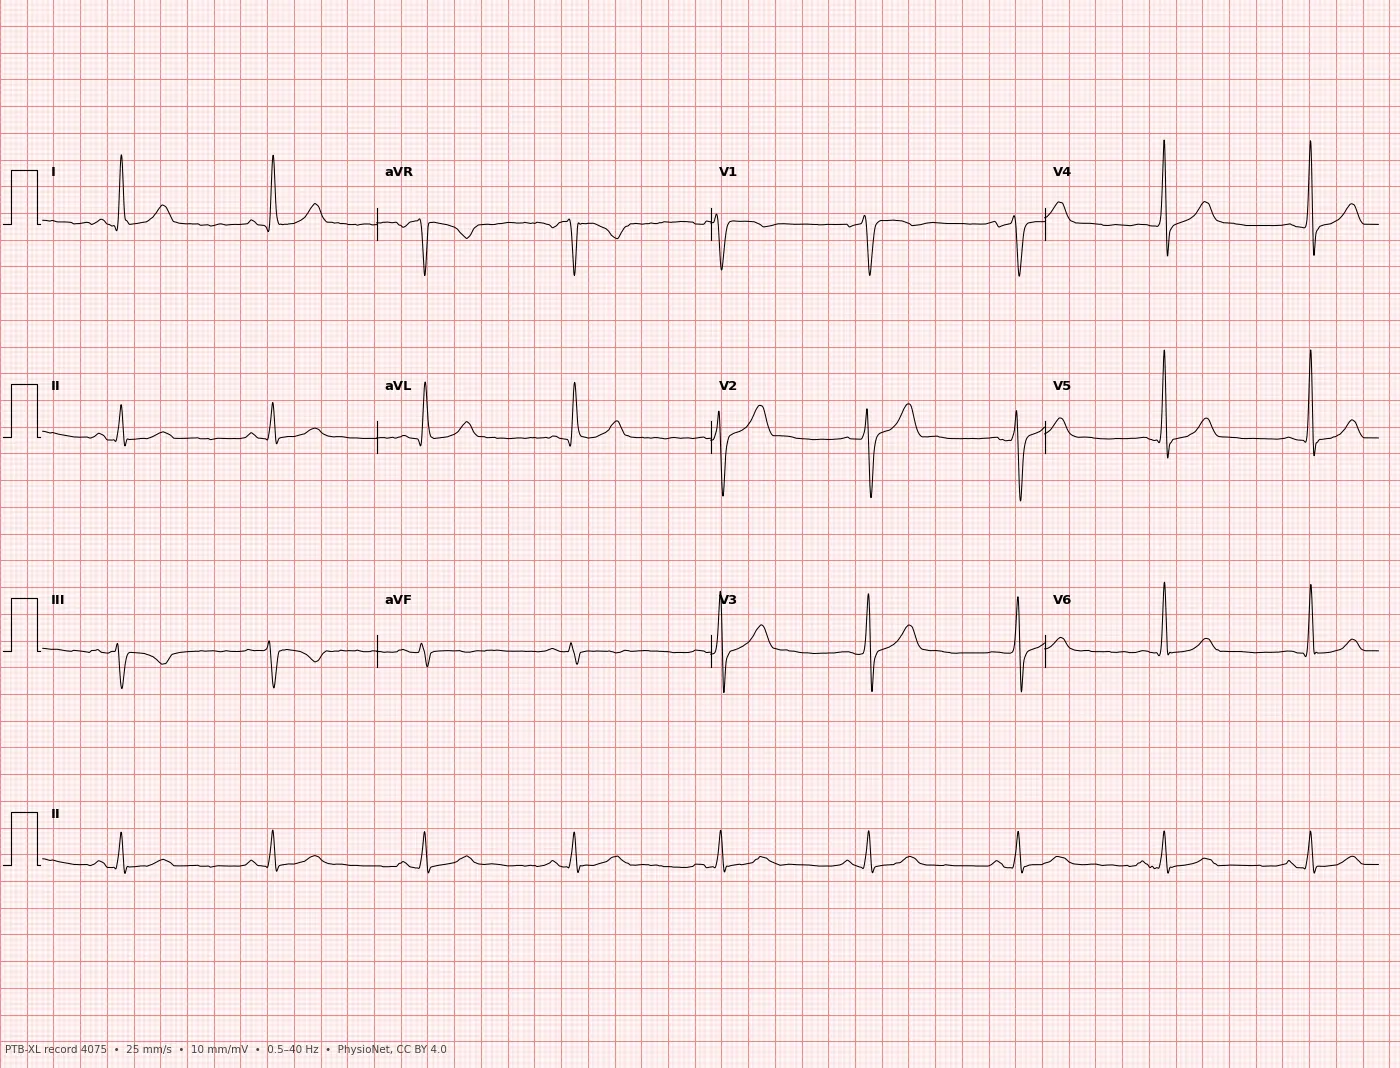 I aVR V1 V4
II aVL V2 V5
III aVF V3 V6
II
PTB-XL record 4075 • 25 mm/s • 10 mm/mV • 0.5–40 Hz • PhysioNet, CC BY 4.0